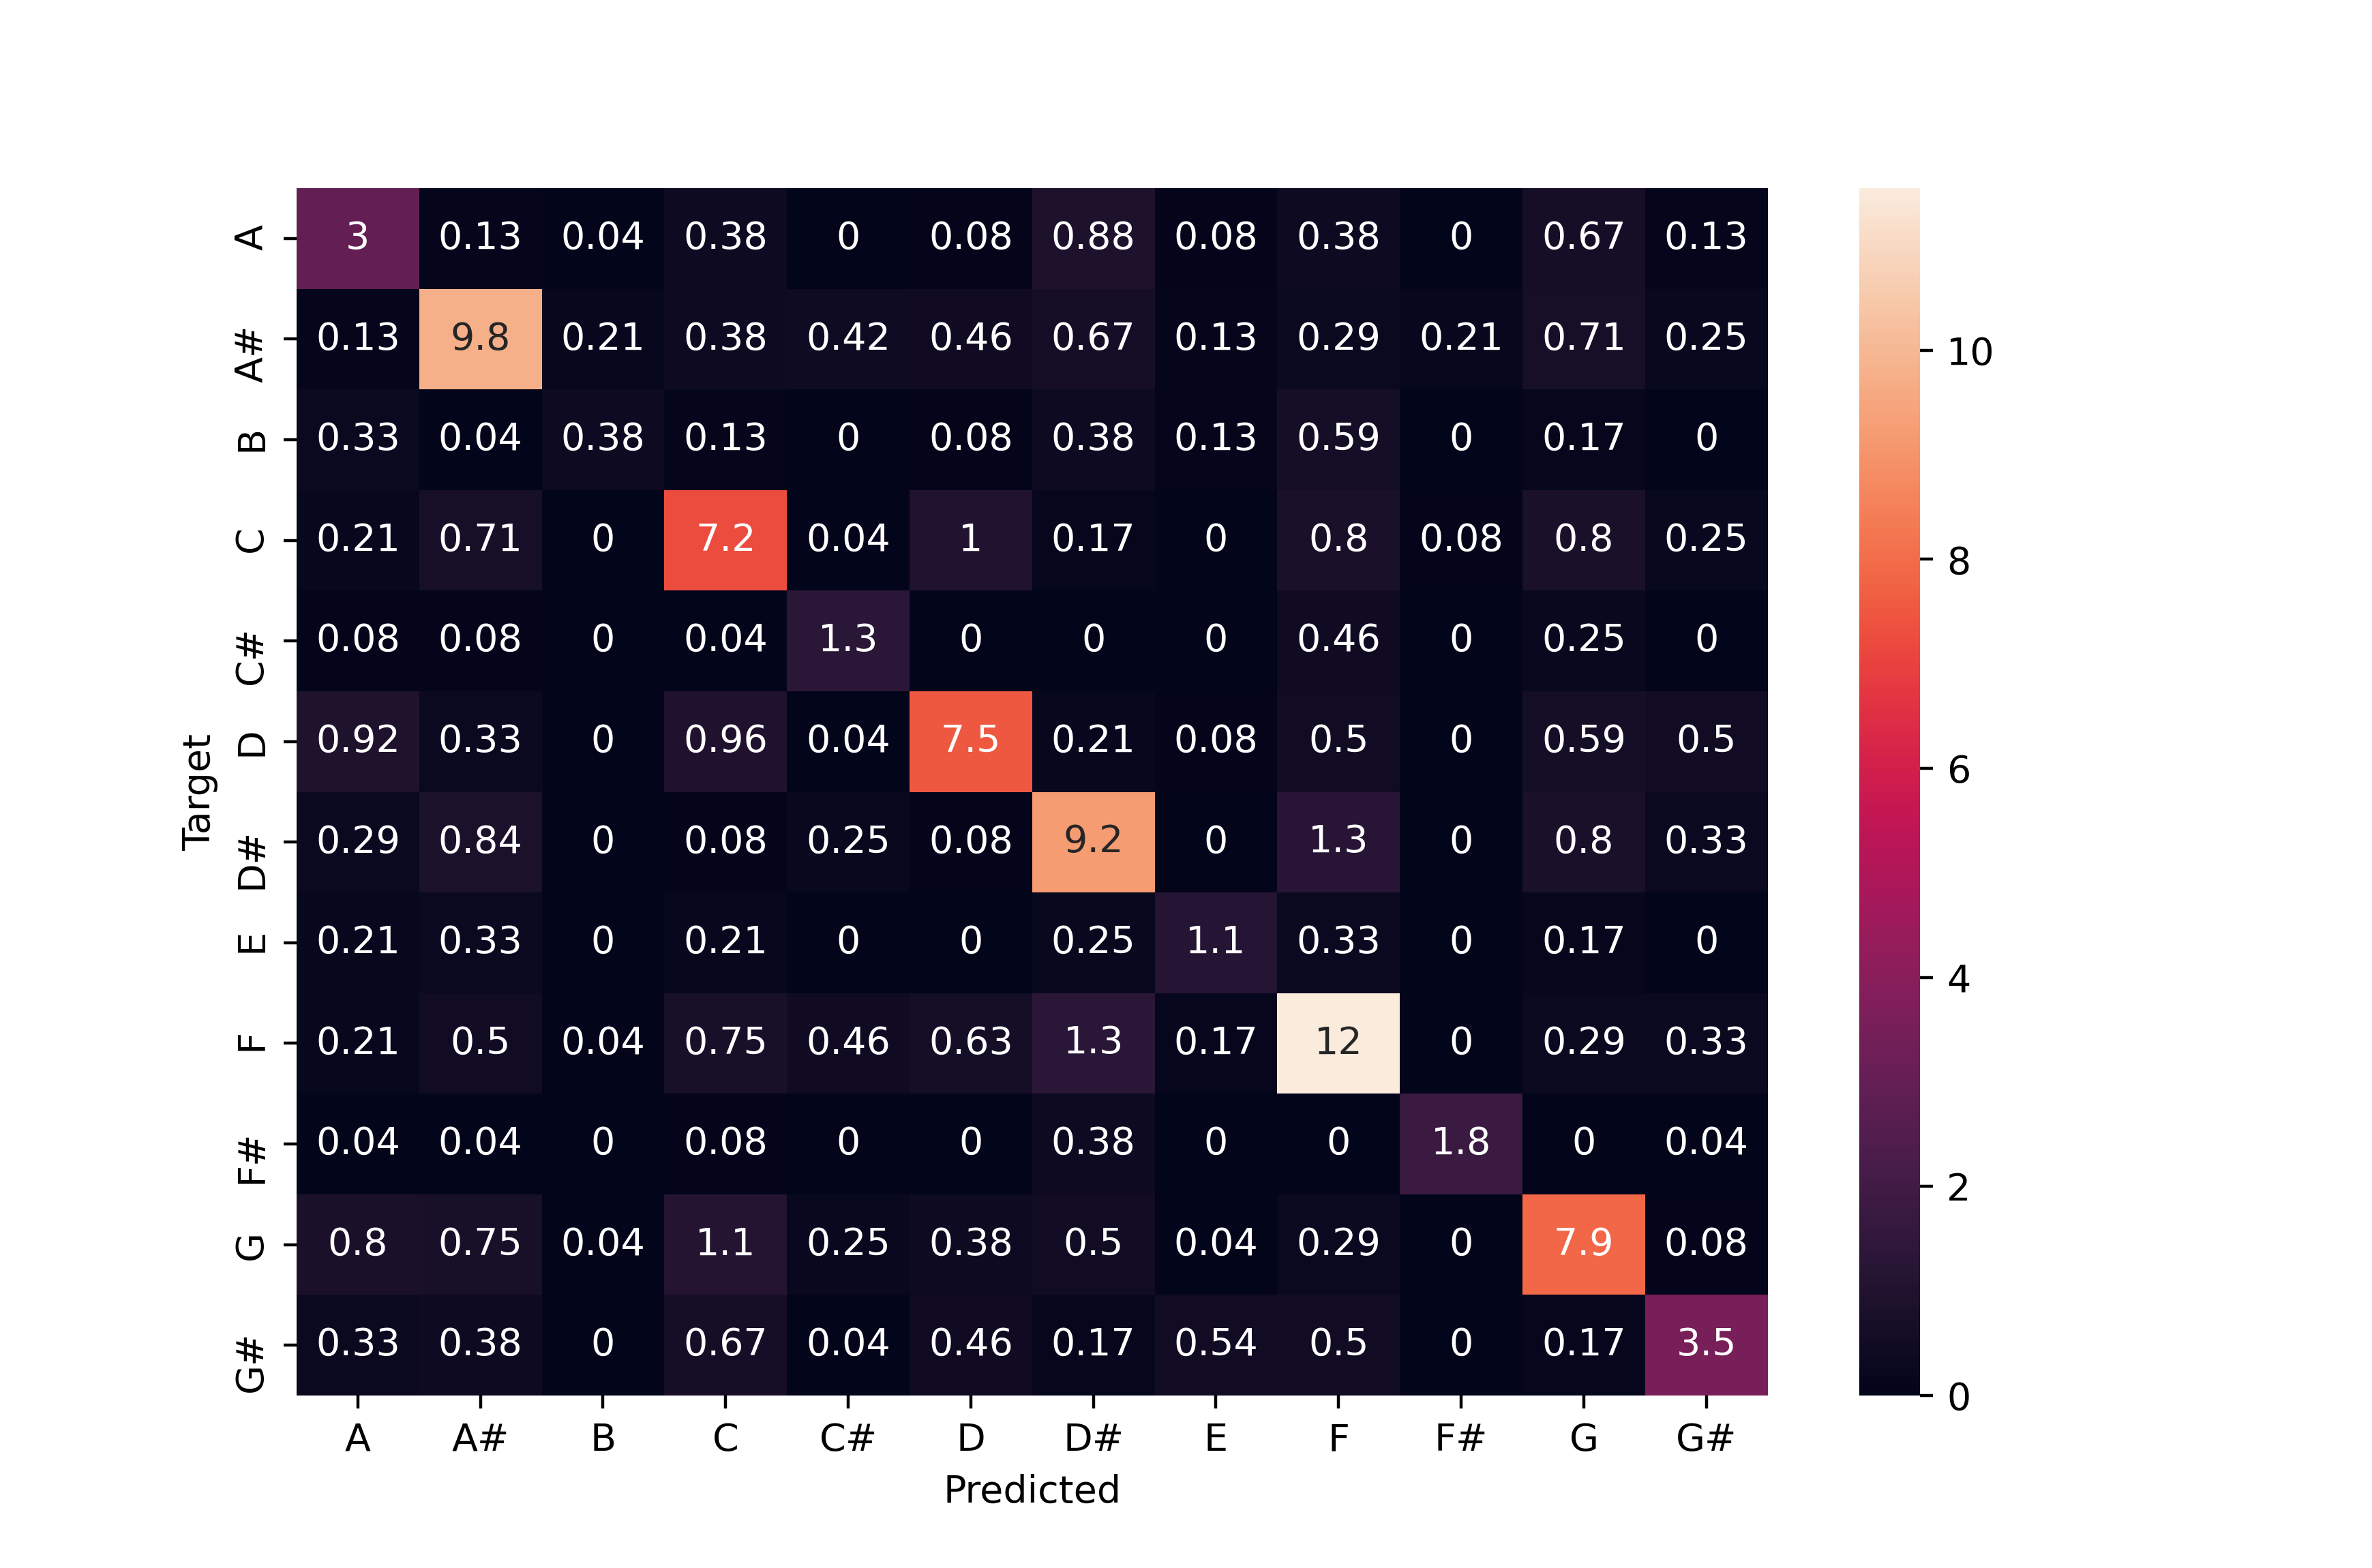 A 3 0.13 0.04 0.38 0 0.08 0.88 0.08 0.38 0 0.67 0.13
A# 0.13 9.8 0.21 0.38 0.42 0.46 0.67 0.13 0.29 0.21 0.71 0.25
10
B 0.33 0.04 0.38 0.13 0 0.08 0.38 0.13 0.59 0 0.17 0
C 0.21 0.71 0 7.2 0.04 1 0.17 0 0.8 0.08 0.8 0.25
8
C# 0.08 0.08 0 0.04 1.3 0 0 0 0.46 0 0.25 0
D 0.92 0.33 0 0.96 0.04 7.5 0.21 0.08 0.5 0 0.59 0.5
6
Target
D# 0.29 0.84 0 0.08 0.25 0.08 9.2 0 1.3 0 0.8 0.33
E 0.21 0.33 0 0.21 0 0 0.25 1.1 0.33 0 0.17 0
4
F 0.21 0.5 0.04 0.75 0.46 0.63 1.3 0.17 12 0 0.29 0.33
F# 0.04 0.04 0 0.08 0 0 0.38 0 0 1.8 0 0.04
2
G 0.8 0.75 0.04 1.1 0.25 0.38 0.5 0.04 0.29 0 7.9 0.08
G# 0.33 0.38 0 0.67 0.04 0.46 0.17 0.54 0.5 0 0.17 3.5
0
A A# B C C# D D# E F F# G G#
Predicted